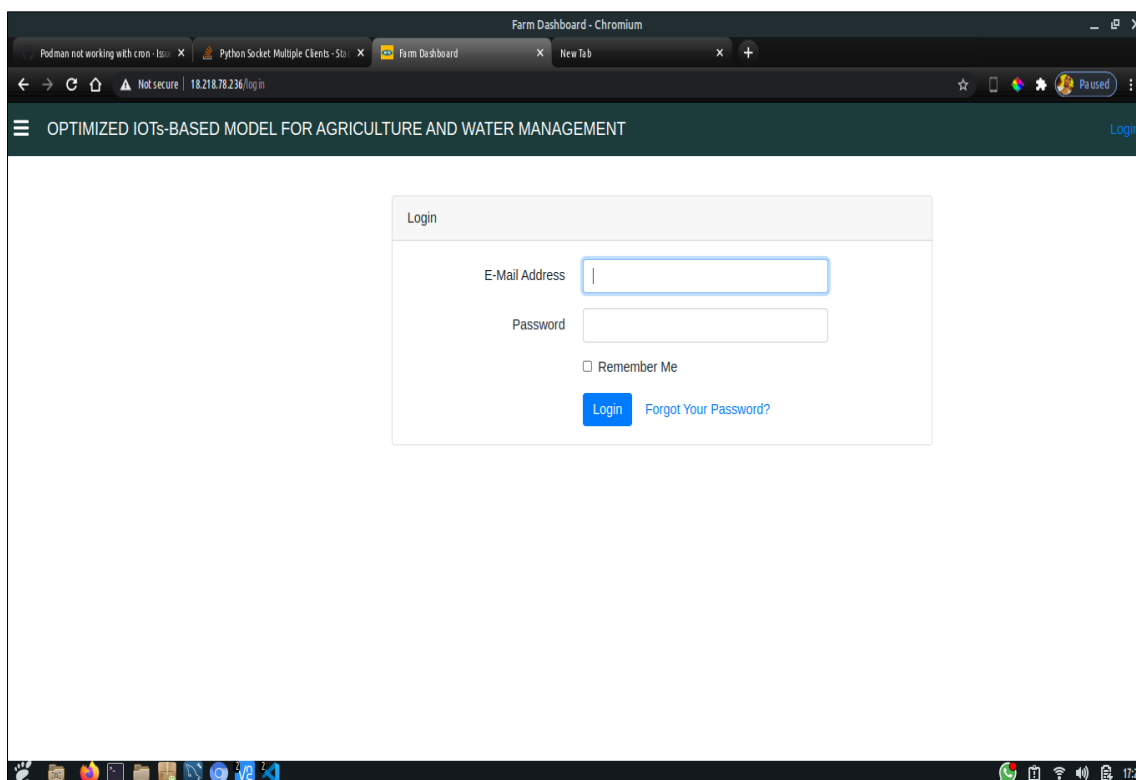 Farm Dashboard - Chromium
Podman not working with cron · Issu
Python Socket Multiple Clients - Sta
Farm Dashboard
New Tab
Not secure | 18.218.78.236/login
Paused
OPTIMIZED IOTs-BASED MODEL FOR AGRICULTURE AND WATER MANAGEMENT
Login
Login
E-Mail Address
Password
Remember Me
Login Forgot Your Password?